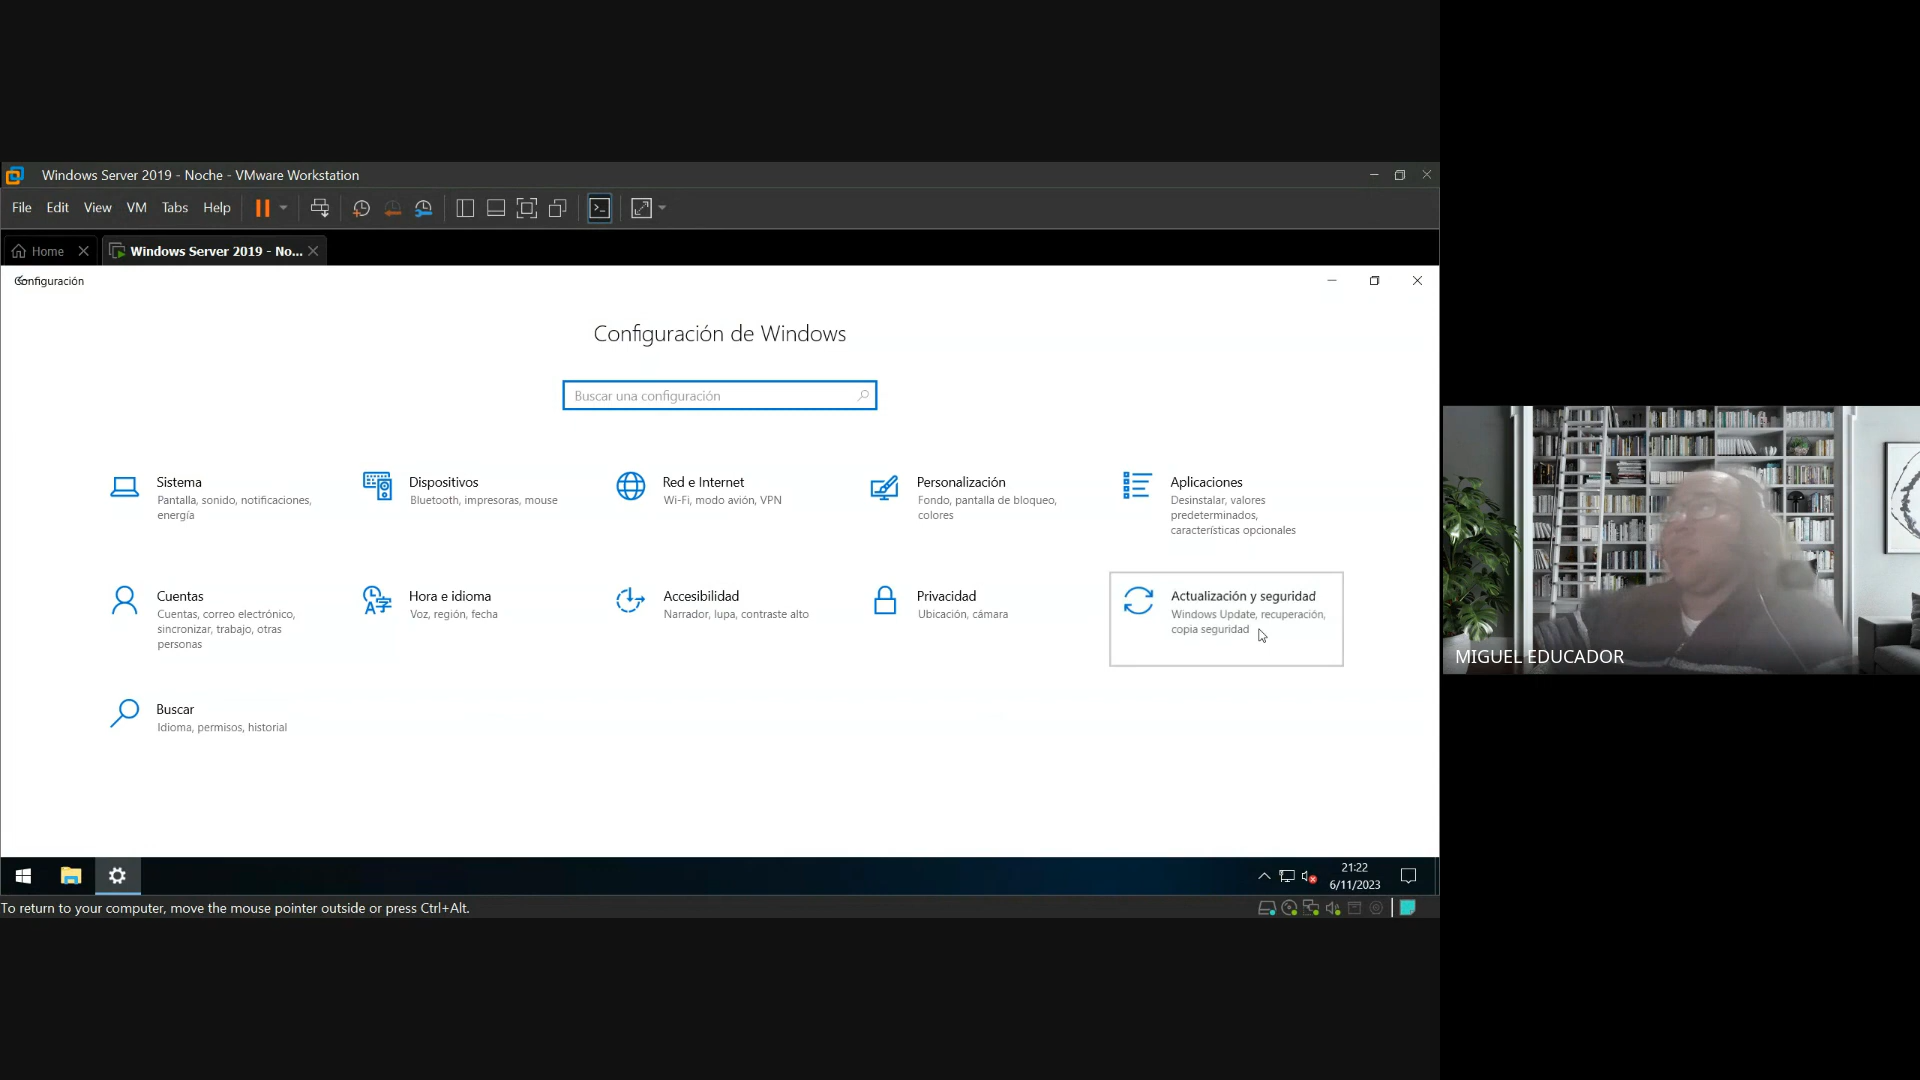 Windows Server 2019 - Noche - VMware Workstation
File Edit View VM Tabs Help
Home
Windows Server 2019 - No...
Configuración
Configuración de Windows
Buscar una configuración
Sistema
Pantalla, sonido, notificaciones,
energía
Dispositivos
Bluetooth, impresoras, mouse
Red e Internet
Wi-Fi, modo avión, VPN
Personalización
Fondo, pantalla de bloqueo,
colores
Aplicaciones
Desinstalar, valores
predeterminados,
características opcionales
Cuentas
Cuentas, correo electrónico,
sincronizar, trabajo, otras
personas
Hora e idioma
Voz, región, fecha
Accesibilidad
Narrador, lupa, contraste alto
Privacidad
Ubicación, cámara
Actualización y seguridad
Windows Update, recuperación,
copia seguridad
Buscar
Idioma, permisos, historial
MIGUEL EDUCADOR
21:22
6/11/2023
To return to your computer, move the mouse pointer outside or press Ctrl+Alt.